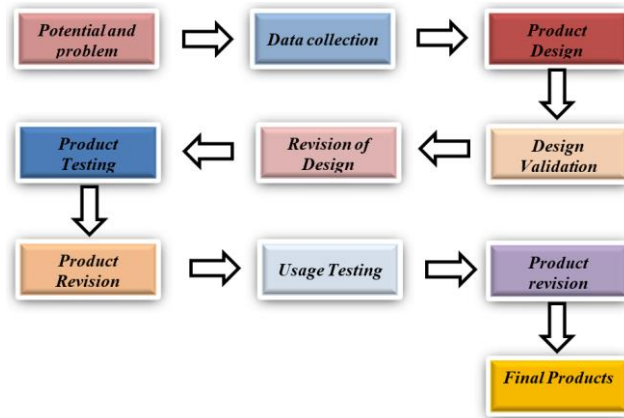 Potential and
problem
Data collection
Product
Design
Product
Testing
Revision of
Design
Design
Validation
Product
Revision
Usage Testing
Product
revision
Final Products